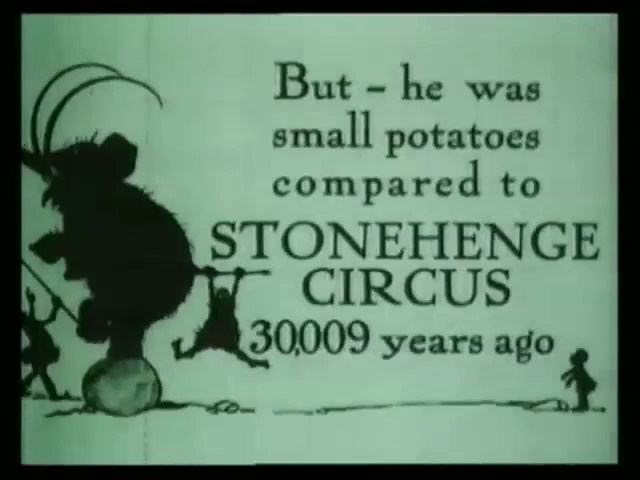 But – he was
small potatoes
compared to
STONEHENGE
CIRCUS
30,009 years ago